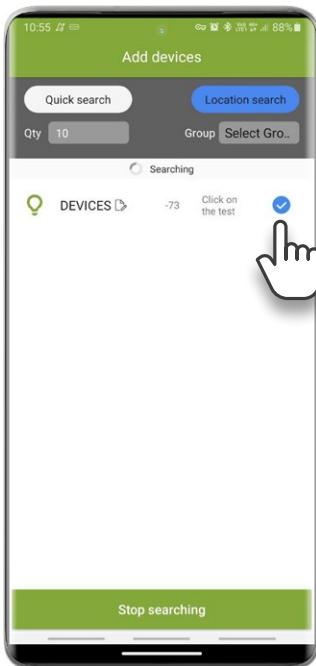 10:55 88%
Add devices
Quick search Location search
Qty 10 Group Select Gro..
Searching
DEVICES -73 Click on
the test
Stop searching